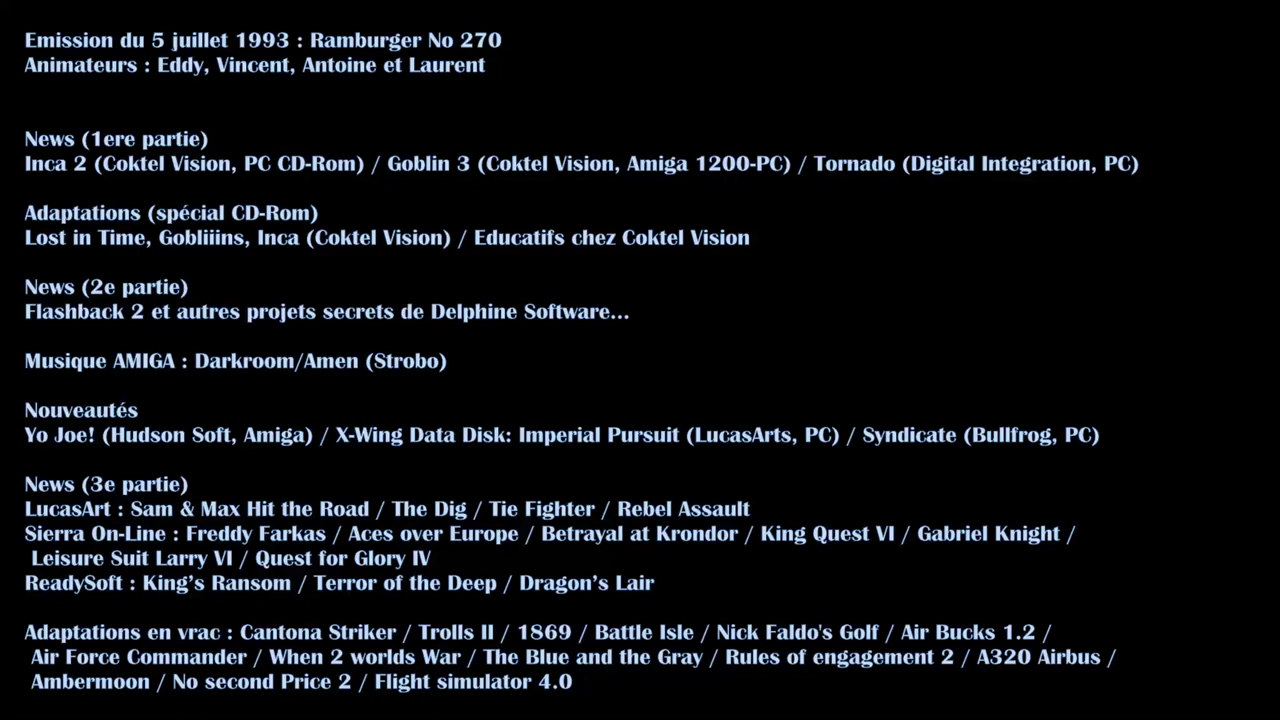 Emission du 5 juillet 1993 : Ramburger No 270
Animateurs : Eddy, Vincent, Antoine et Laurent
News (1ere partie)
Inca 2 (Coktel Vision, PC CD-Rom) / Goblin 3 (Coktel Vision, Amiga 1200-PC) / Tornado (Digital Integration, PC)
Adaptations (spécial CD-Rom)
Lost in Time, Gobliiins, Inca (Coktel Vision) / Educatifs chez Coktel Vision
News (2e partie)
Flashback 2 et autres projets secrets de Delphine Software...
Musique AMIGA : Darkroom/Amen (Strobo)
Nouveautés
Yo Joe! (Hudson Soft, Amiga) / X-Wing Data Disk: Imperial Pursuit (LucasArts, PC) / Syndicate (Bullfrog, PC)
News (3e partie)
LucasArt : Sam & Max Hit the Road / The Dig / Tie Fighter / Rebel Assault
Sierra On-Line : Freddy Farkas / Aces over Europe / Betrayal at Krondor / King Quest VI / Gabriel Knight /
Leisure Suit Larry VI / Quest for Glory IV
ReadySoft : King's Ransom / Terror of the Deep / Dragon's Lair
Adaptations en vrac : Cantona Striker / Trolls II / 1869 / Battle Isle / Nick Faldo's Golf / Air Bucks 1.2 /
Air Force Commander / When 2 worlds War / The Blue and the Gray / Rules of engagement 2 / A320 Airbus /
Ambermoon / No second Price 2 / Flight simulator 4.0